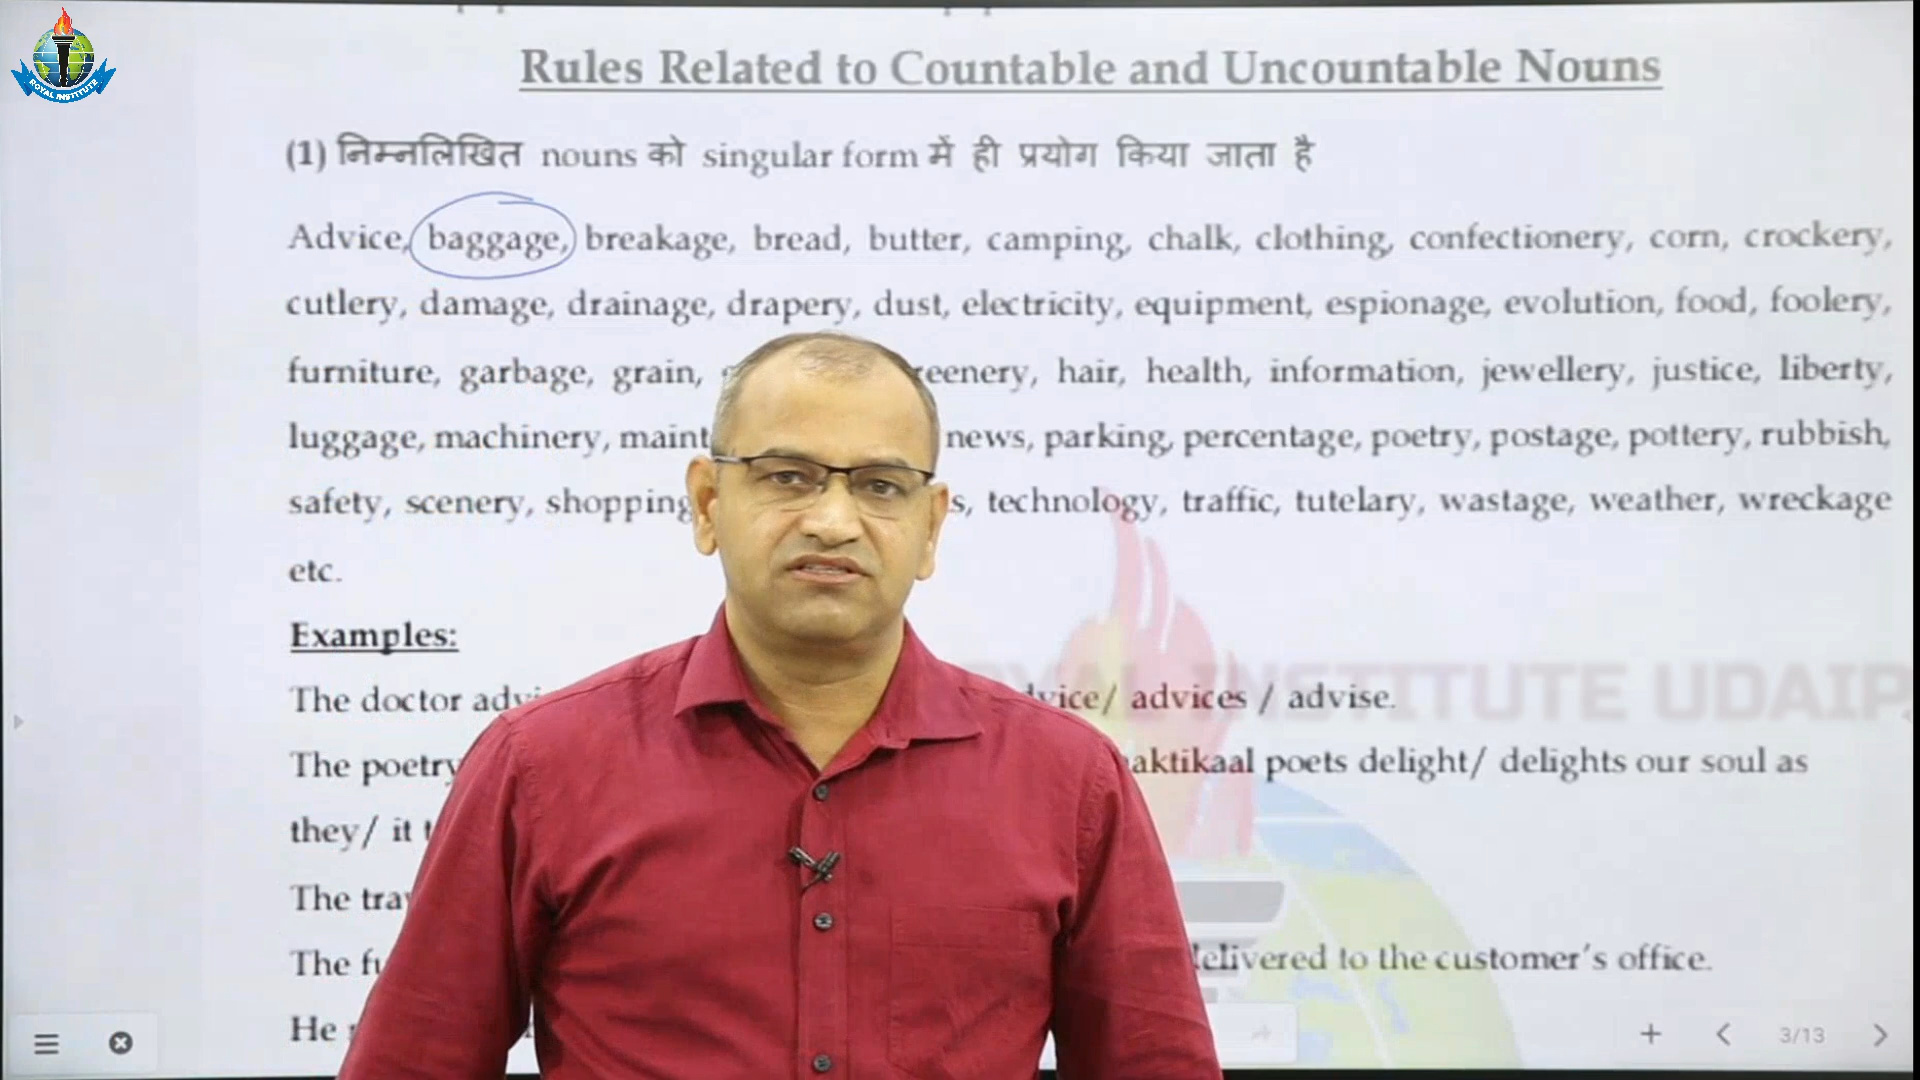 ROYAL INSTITUTE
Rules Related to Countable and Uncountable Nouns
(1) निम्नलिखित nouns को singular form में ही प्रयोग किया जाता है
Advice, baggage, breakage, bread, butter, camping, chalk, clothing, confectionery, corn, crockery,
cutlery, damage, drainage, drapery, dust, electricity, equipment, espionage, evolution, food, foolery,
furniture, garbage, grain, reenery, hair, health, information, jewellery, justice, liberty,
luggage, machinery, maint news, parking, percentage, poetry, postage, pottery, rubbish,
safety, scenery, shopping s, technology, traffic, tutelary, wastage, weather, wreckage
etc.
Examples:
The doctor adv vice/ advices / advise.
The poetry aktikaal poets delight/ delights our soul as
they/ it
The tra
The fu delivered to the customer's office.
He
ROYAL INSTITUTE UDAIP
3/13